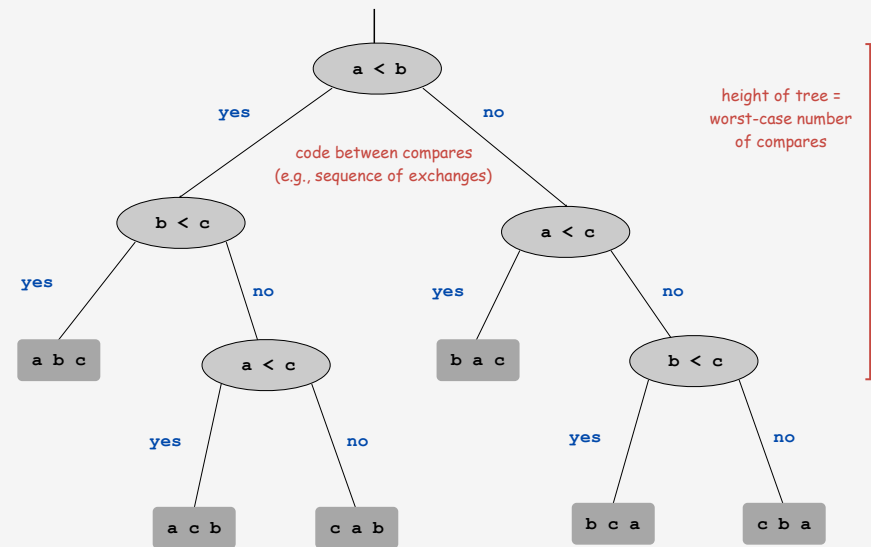 a < b
yes
no
height of tree =
worst-case number
of compares
code between compares
(e.g., sequence of exchanges)
b < c
a < c
yes
no
yes
no
a b c
a < c
b a c
b < c
yes
no
yes
no
a c b
c a b
b c a
c b a